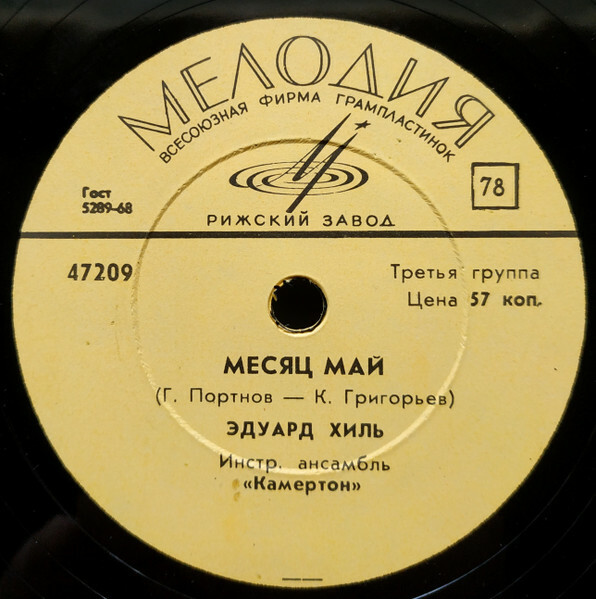 МЕЛОДИЯ
ВСЕСОЮЗНАЯ ФИРМА ГРАМПЛАСТИНОК
Гост
5289-68
78
РИЖСКИЙ ЗАВОД
47209
Третья группа
Цена 57 коп.
МЕСЯЦ МАЙ
(Г. Портнов — К. Григорьев)
ЭДУАРД ХИЛЬ
Инстр. ансамбль
«Камертон»